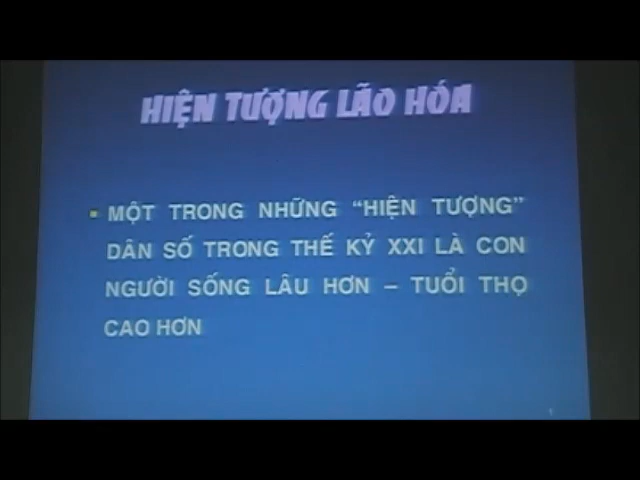 HIỆN TƯỢNG LÃO HÓA
MỘT TRONG NHỮNG “HIỆN TƯỢNG”
DÂN SỐ TRONG THẾ KỶ XXI LÀ CON
NGƯỜI SỐNG LÂU HƠN – TUỔI THỌ
CAO HƠN